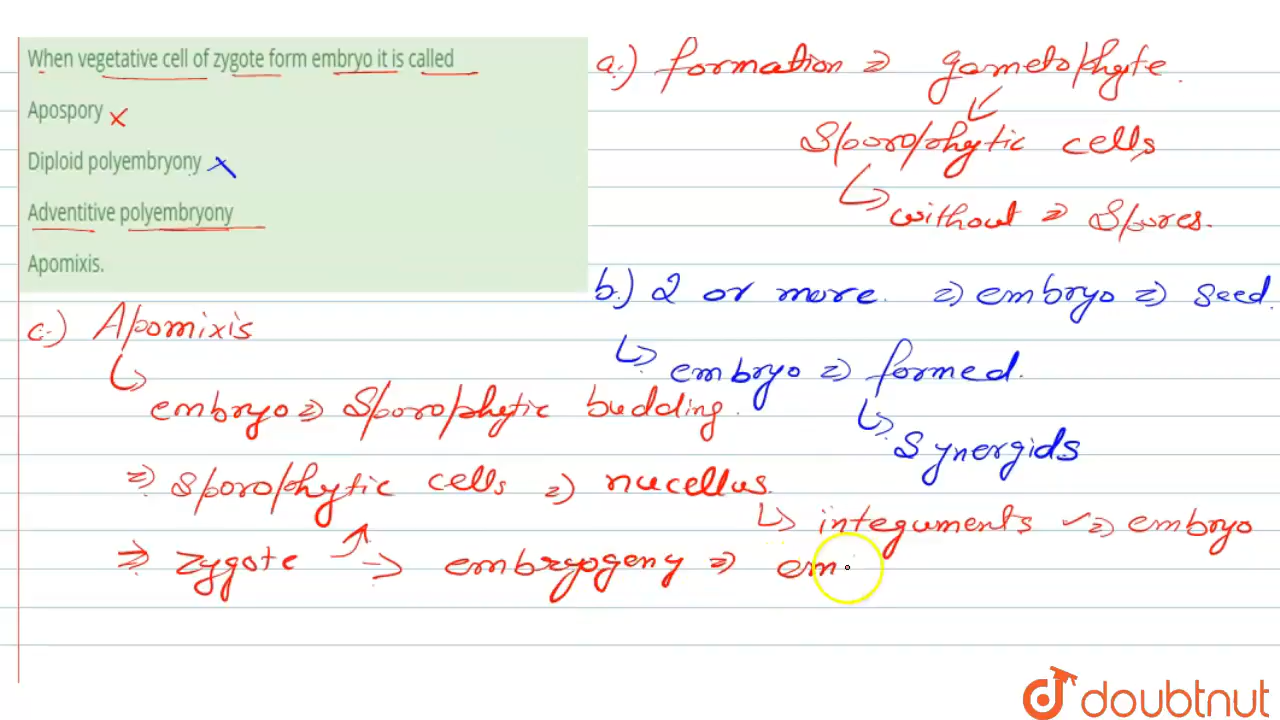 When vegetative cell of zygote form embryo it is called
Apospory ×
Diploid polyembryony ×
Adventitive polyembryony
Apomixis.
a.) formation ⇒ gametophyte.
Sporophytic cells
↳ without ⇒ Spores.
b.) 2 or more. ⇒ embryo ⇒ seed.
↳ embryo ⇒ formed.
↳ Synergids
c.) Apomixis
↳ embryo ⇒ Sporophytic budding.
⇒ Sporophytic cells ⇒ nucellus.
↳ integuments ✓⇒ embryo
⇒ zygote → embryogeny ⇒ em
doubtnut